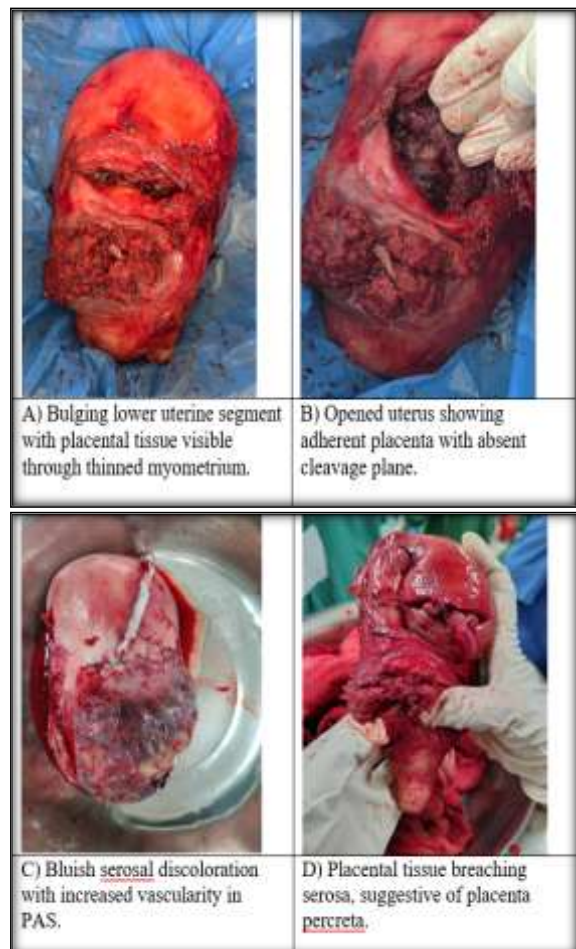 A) Bulging lower uterine segment
with placental tissue visible
through thinned myometrium.
B) Opened uterus showing
adherent placenta with absent
cleavage plane.
C) Bluish serosal discoloration
with increased vascularity in
PAS.
D) Placental tissue breaching
serosa, suggestive of placenta
percreta.